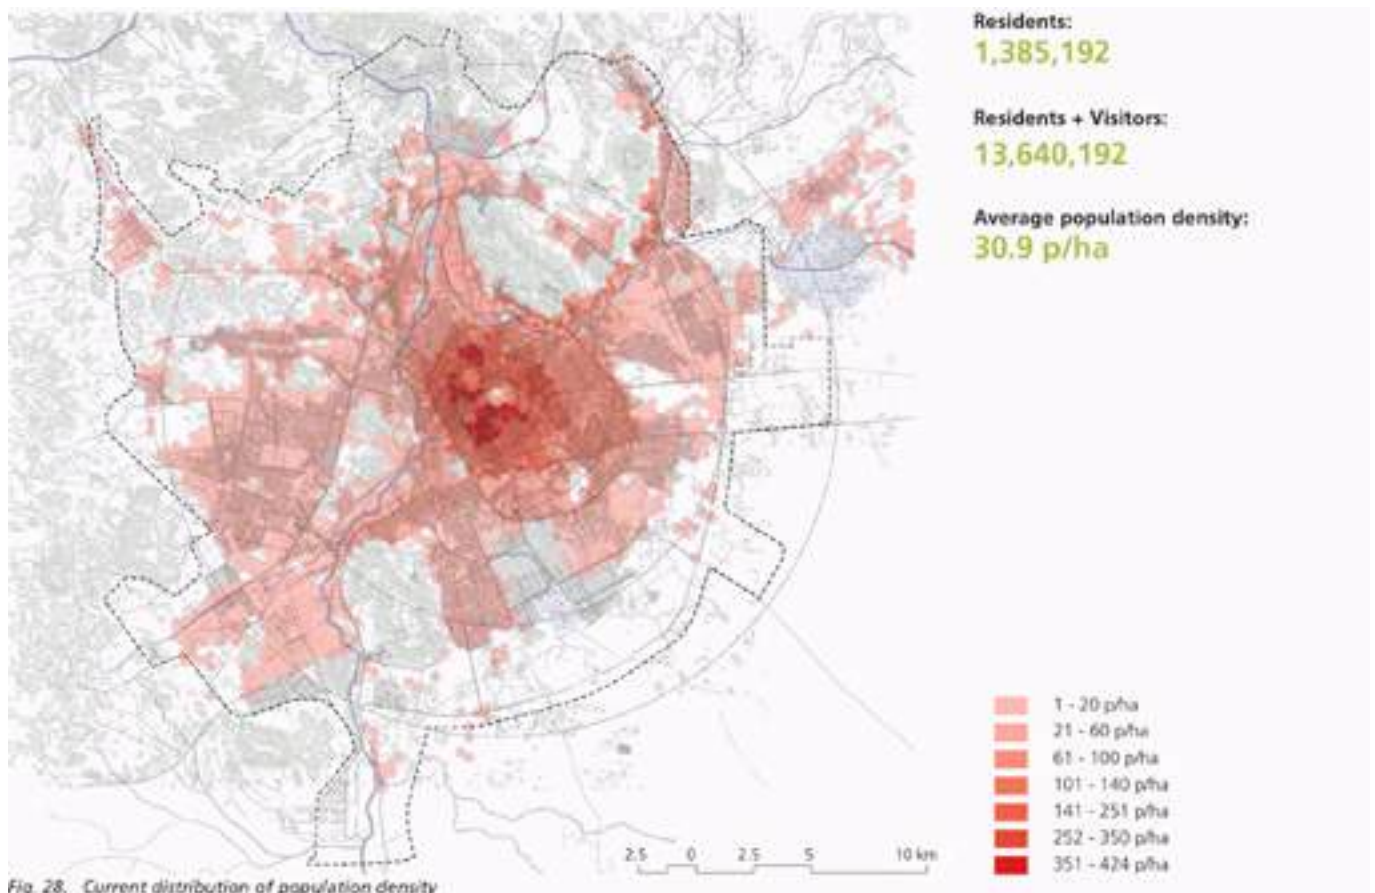 Residents:
1,385,192
Residents + Visitors:
13,640,192
Average population density:
30.9 p/ha
1 - 20 p/ha
21 - 60 p/ha
61 - 100 p/ha
101 - 140 p/ha
141 - 251 p/ha
252 - 350 p/ha
351 - 424 p/ha
2.5 0 2.5 5 10 km
Fig. 28. Current distribution of population density